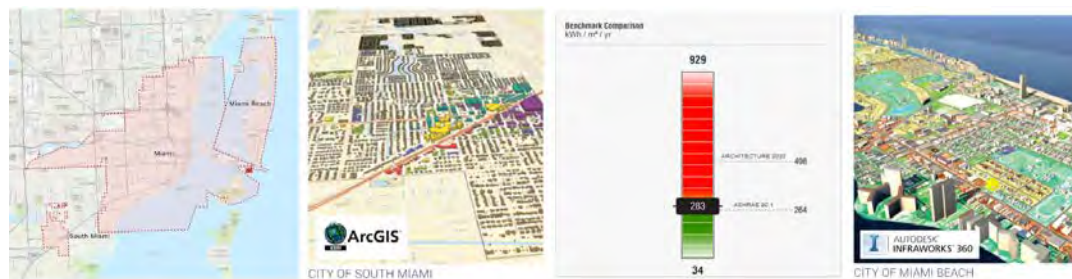 Miami Beach
Miami
South Miami
ArcGIS
CITY OF SOUTH MIAMI
Benchmark Comparison
kWh / m² / yr
929
ARCHITECTURE 2030
498
283
ASHRAE 90.1
264
34
AUTODESK
INFRAWORKS 360
CITY OF MIAMI BEACH